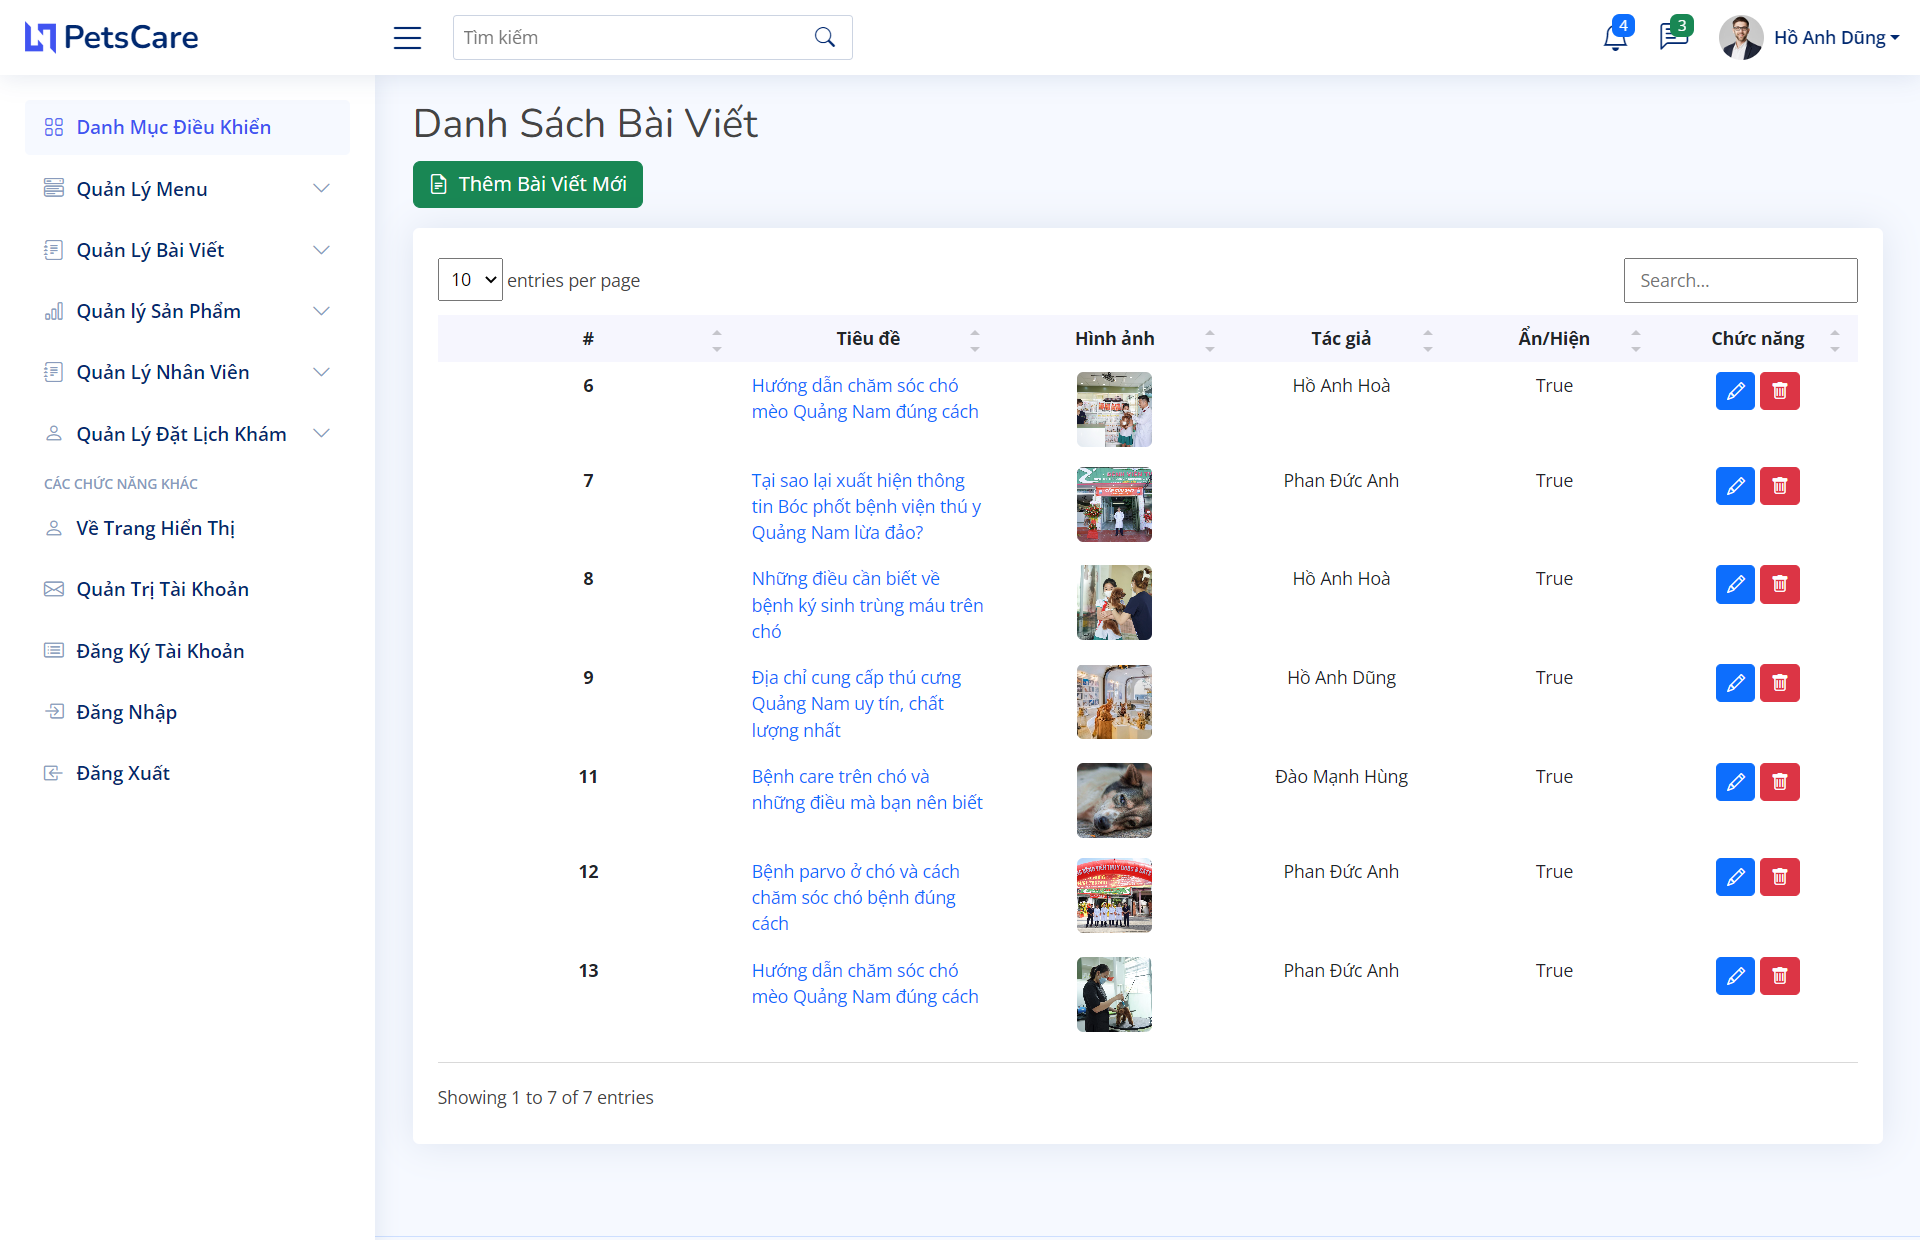 PetsCare
Tìm kiếm
4
3
Hồ Anh Dũng
Danh Mục Điều Khiển
Quản Lý Menu
Quản Lý Bài Viết
Quản lý Sản Phẩm
Quản Lý Nhân Viên
Quản Lý Đặt Lịch Khám
CÁC CHỨC NĂNG KHÁC
Về Trang Hiển Thị
Quản Trị Tài Khoản
Đăng Ký Tài Khoản
Đăng Nhập
Đăng Xuất
Danh Sách Bài Viết
Thêm Bài Viết Mới
10 entries per page
Search...
# Tiêu đề Hình ảnh Tác giả Ẩn/Hiện Chức năng
6 Hướng dẫn chăm sóc chó Hồ Anh Hoà True
mèo Quảng Nam đúng cách
7 Tại sao lại xuất hiện thông Phan Đức Anh True
tin Bóc phốt bệnh viện thú y
Quảng Nam lừa đảo?
8 Những điều cần biết về Hồ Anh Hoà True
bệnh ký sinh trùng máu trên
chó
9 Địa chỉ cung cấp thú cưng Hồ Anh Dũng True
Quảng Nam uy tín, chất
lượng nhất
11 Bệnh care trên chó và Đào Mạnh Hùng True
những điều mà bạn nên biết
12 Bệnh parvo ở chó và cách Phan Đức Anh True
chăm sóc chó bệnh đúng
cách
13 Hướng dẫn chăm sóc chó Phan Đức Anh True
mèo Quảng Nam đúng cách
Showing 1 to 7 of 7 entries